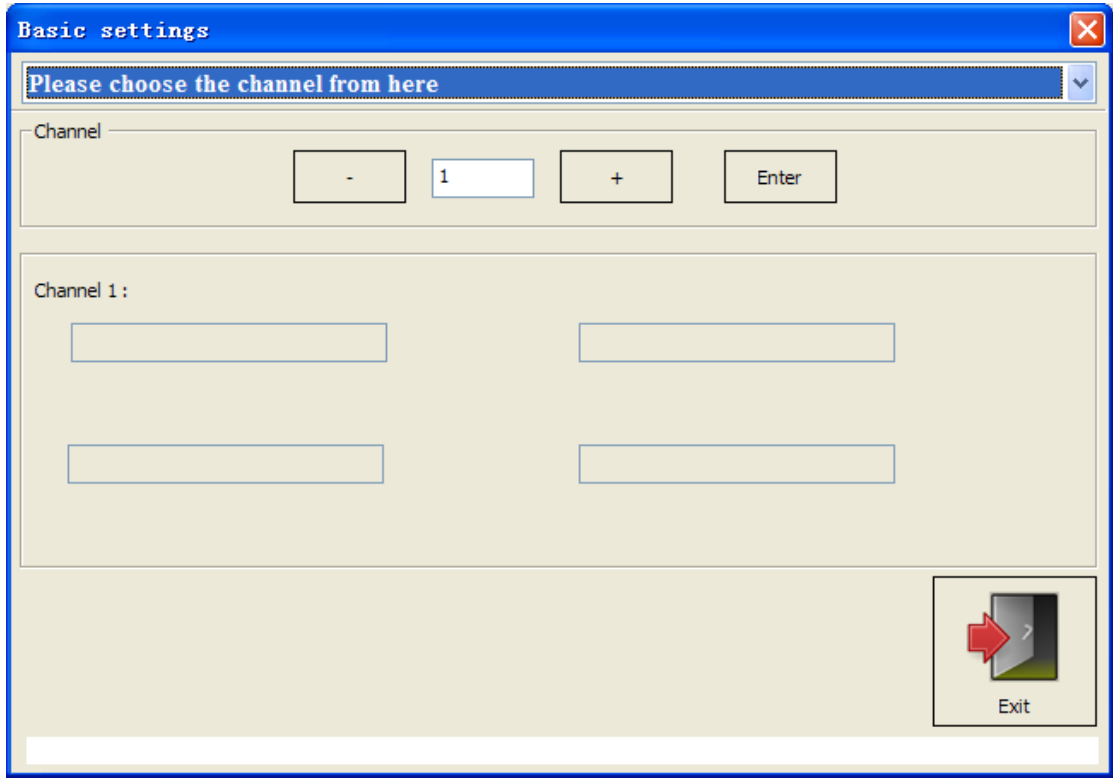 Basic settings
Please choose the channel from here
Channel
- 1 + Enter
Channel 1 :
Exit